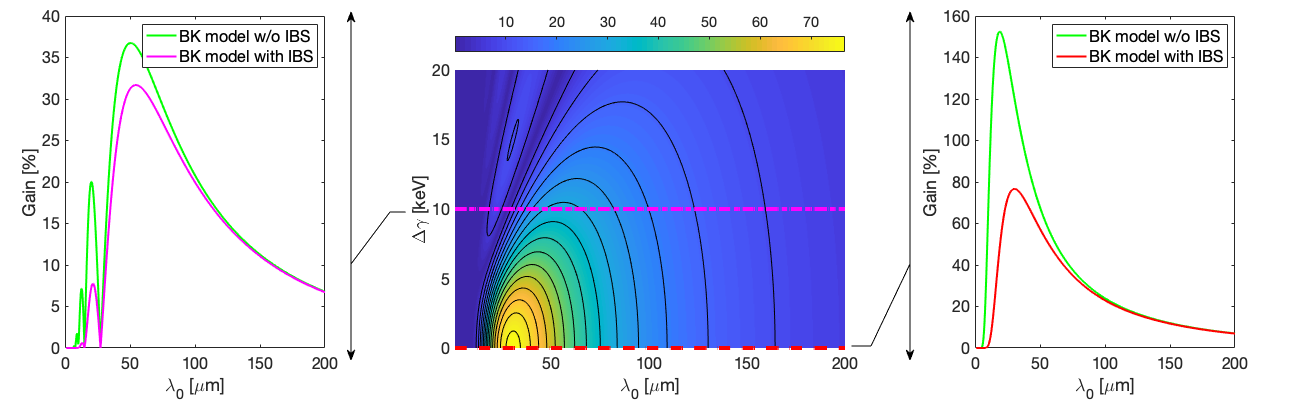 40
35
30
25
20
15
10
5
0
Gain [%]
BK model w/o IBS
BK model with IBS
0 50 100 150 200
λ0 [μm]
10 20 30 40 50 60 70
20
15
10
5
0
Δγ [keV]
50 100 150 200
λ0 [μm]
160
140
120
100
80
60
40
20
0
Gain [%]
BK model w/o IBS
BK model with IBS
0 50 100 150 200
λ0 [μm]